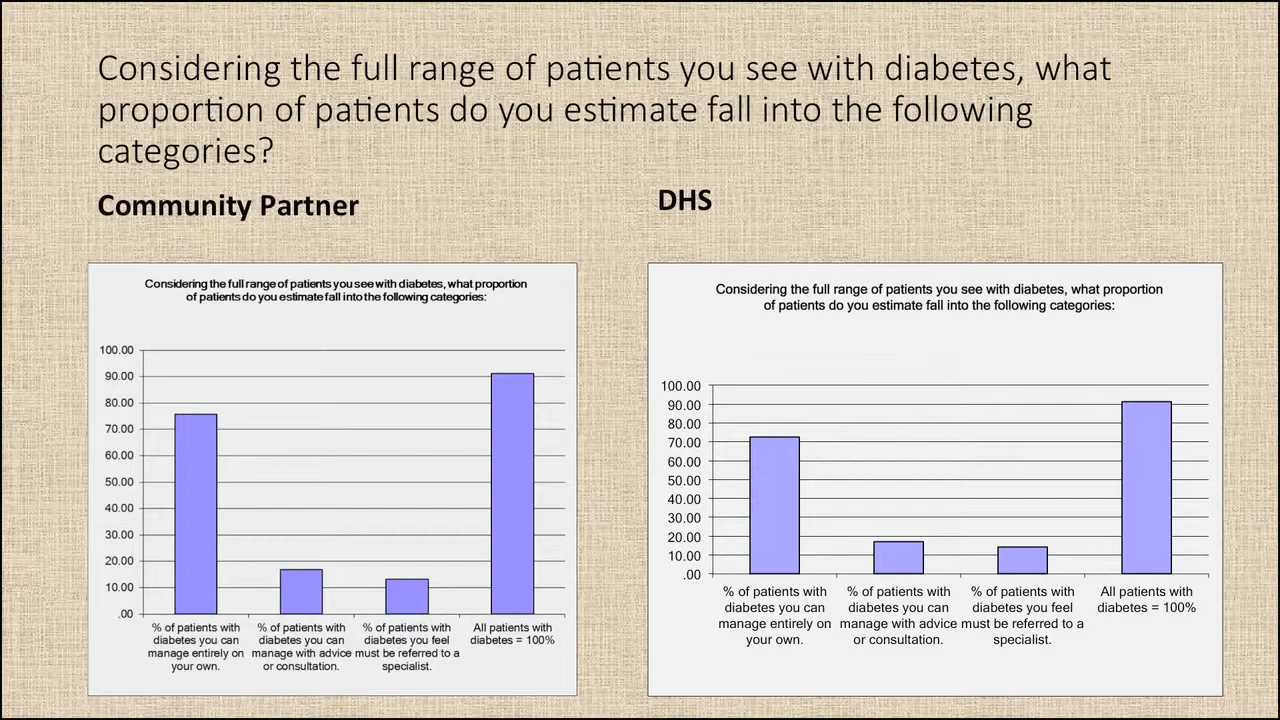 Considering the full range of patients you see with diabetes, what
proportion of patients do you estimate fall into the following
categories?
Community Partner
Considering the full range of patients you see with diabetes, what proportion
of patients do you estimate fall into the following categories:
100.00
90.00
80.00
70.00
60.00
50.00
40.00
30.00
20.00
10.00
.00
% of patients with
diabetes you can
manage entirely on
your own.
% of patients with
diabetes you can
manage with advice
or consultation.
% of patients with
diabetes you feel
must be referred to a
specialist.
All patients with
diabetes = 100%
DHS
Considering the full range of patients you see with diabetes, what proportion
of patients do you estimate fall into the following categories:
100.00
90.00
80.00
70.00
60.00
50.00
40.00
30.00
20.00
10.00
.00
% of patients with
diabetes you can
manage entirely on
your own.
% of patients with
diabetes you can
manage with advice
or consultation.
% of patients with
diabetes you feel
must be referred to a
specialist.
All patients with
diabetes = 100%